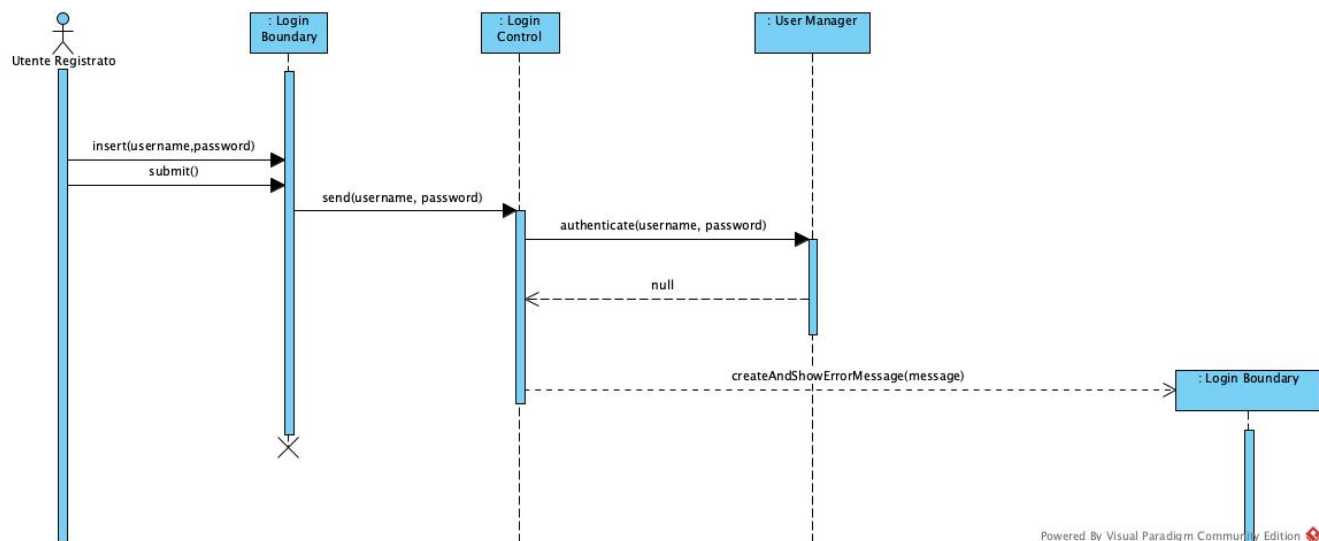 : Login
Boundary
: Login
Control
: User Manager
Utente Registrato
insert(username,password)
submit()
send(username, password)
authenticate(username, password)
null
createAndShowErrorMessage(message)
: Login Boundary
Powered By Visual Paradigm Community Edition